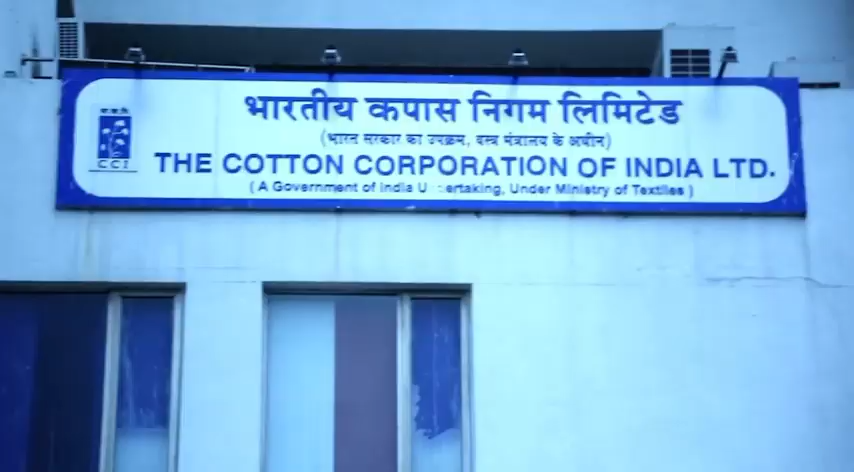 भारतीय कपास निगम लिमिटेड
(भारत सरकार का उपक्रम, वस्त्र मंत्रालय के अधीन)
CCI
THE COTTON CORPORATION OF INDIA LTD.
(A Government of India U ertaking, Under Ministry of Textiles)